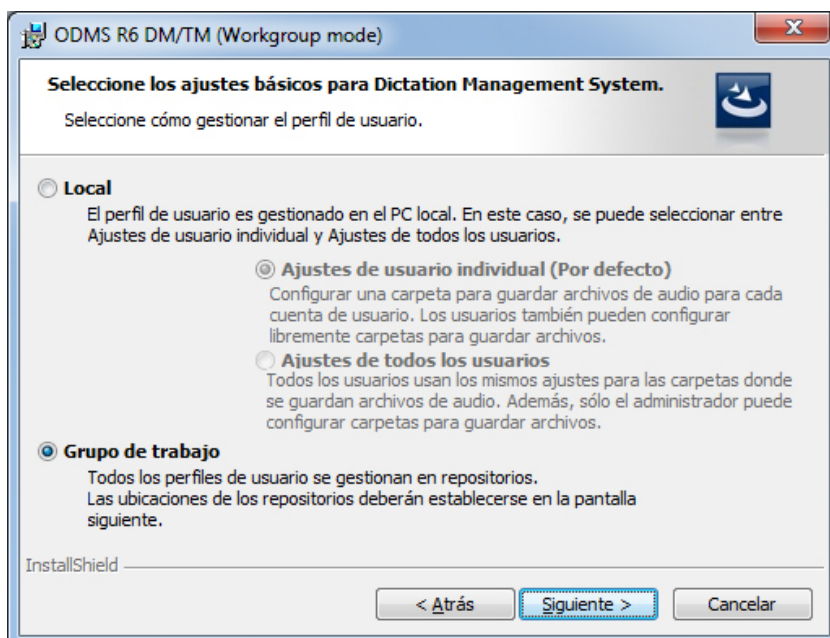 ODMS R6 DM/TM (Workgroup mode)
Seleccione los ajustes básicos para Dictation Management System.
Seleccione cómo gestionar el perfil de usuario.
Local
El perfil de usuario es gestionado en el PC local. En este caso, se puede seleccionar entre
Ajustes de usuario individual y Ajustes de todos los usuarios.
Ajustes de usuario individual (Por defecto)
Configurar una carpeta para guardar archivos de audio para cada
cuenta de usuario. Los usuarios también pueden configurar
libremente carpetas para guardar archivos.
Ajustes de todos los usuarios
Todos los usuarios usan los mismos ajustes para las carpetas donde
se guardan archivos de audio. Además, sólo el administrador puede
configurar carpetas para guardar archivos.
Grupo de trabajo
Todos los perfiles de usuario se gestionan en repositorios.
Las ubicaciones de los repositorios deberán establecerse en la pantalla
siguiente.
InstallShield
< Atrás Siguiente > Cancelar